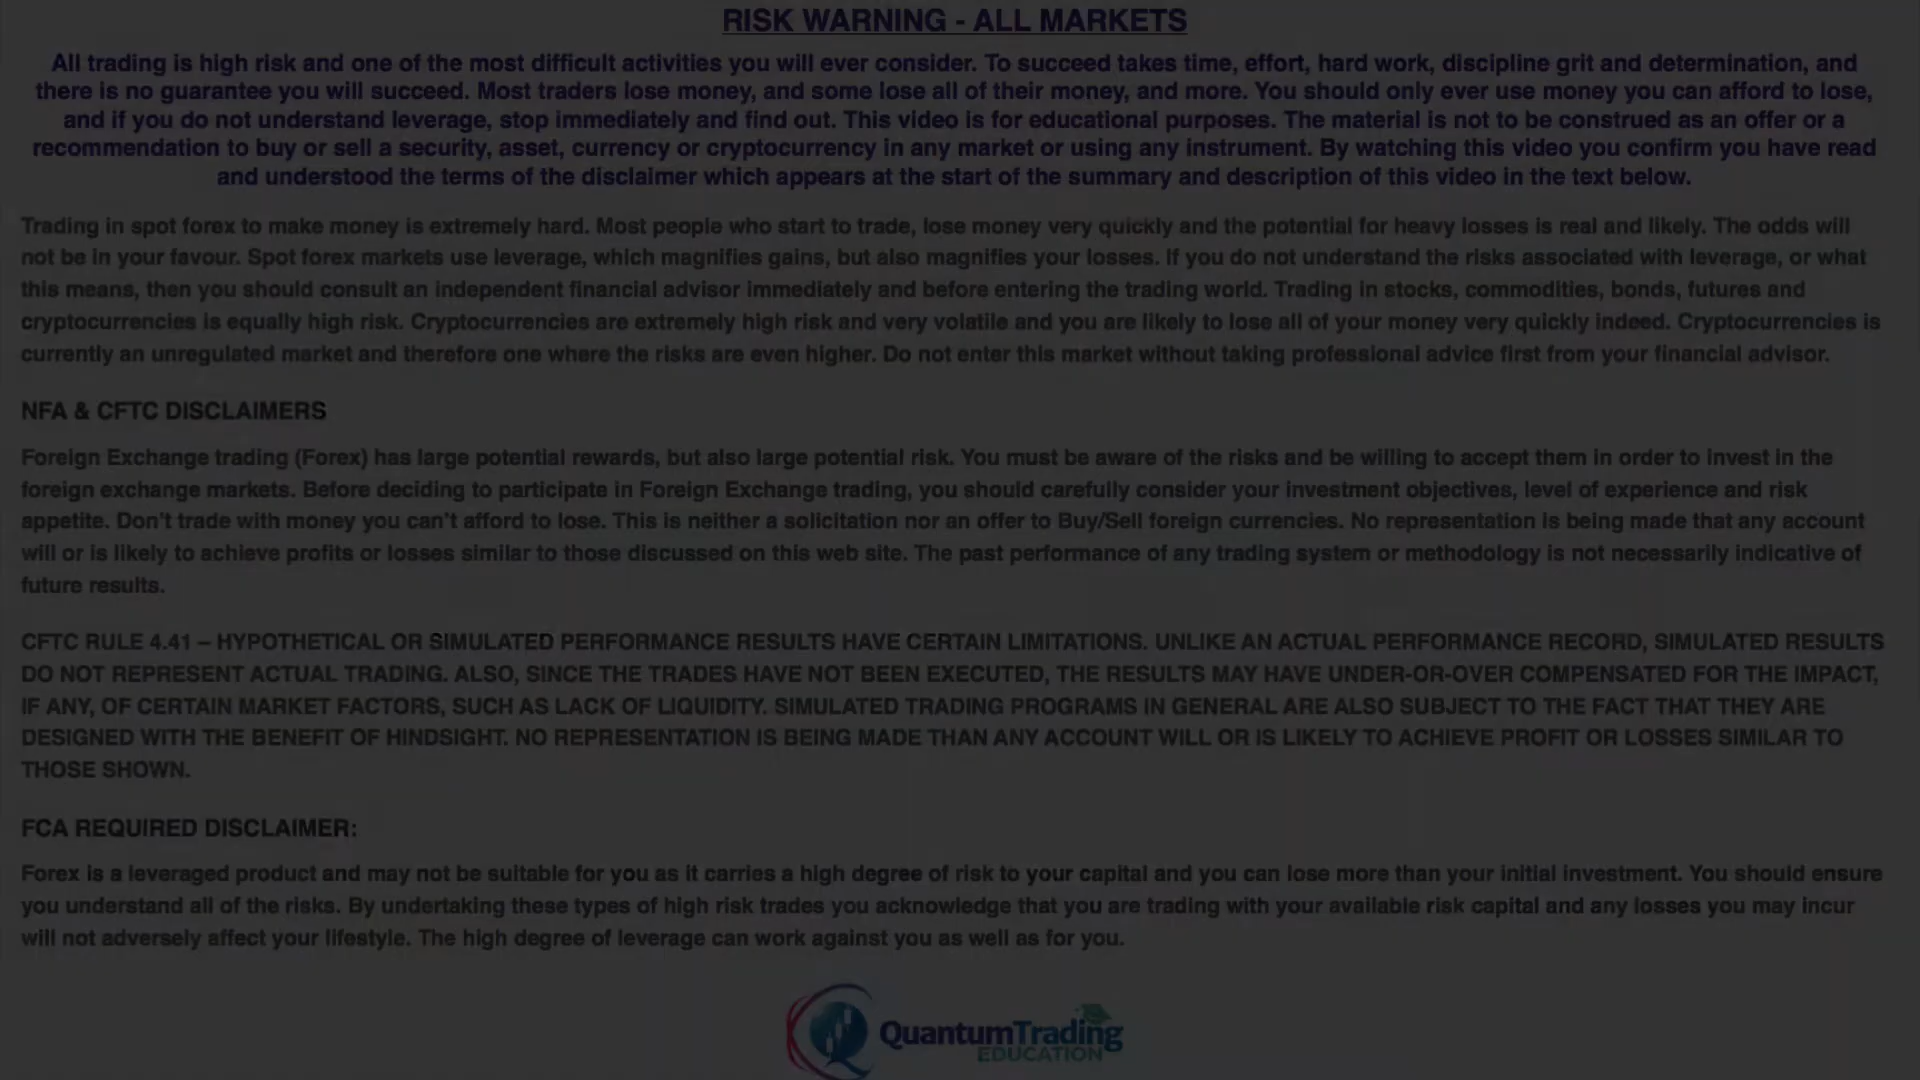 RISK WARNING - ALL MARKETS
All trading is high risk and one of the most difficult activities you will ever consider. To succeed takes time, effort, hard work, discipline grit and determination, and
there is no guarantee you will succeed. Most traders lose money, and some lose all of their money, and more. You should only ever use money you can afford to lose,
and if you do not understand leverage, stop immediately and find out. This video is for educational purposes. The material is not to be construed as an offer or a
recommendation to buy or sell a security, asset, currency or cryptocurrency in any market or using any instrument. By watching this video you confirm you have read
and understood the terms of the disclaimer which appears at the start of the summary and description of this video in the text below.
Trading in spot forex to make money is extremely hard. Most people who start to trade, lose money very quickly and the potential for heavy losses is real and likely. The odds will
not be in your favour. Spot forex markets use leverage, which magnifies gains, but also magnifies your losses. If you do not understand the risks associated with leverage, or what
this means, then you should consult an independent financial advisor immediately and before entering the trading world. Trading in stocks, commodities, bonds, futures and
cryptocurrencies is equally high risk. Cryptocurrencies are extremely high risk and very volatile and you are likely to lose all of your money very quickly indeed. Cryptocurrencies is
currently an unregulated market and therefore one where the risks are even higher. Do not enter this market without taking professional advice first from your financial advisor.
NFA & CFTC DISCLAIMERS
Foreign Exchange trading (Forex) has large potential rewards, but also large potential risk. You must be aware of the risks and be willing to accept them in order to invest in the
foreign exchange markets. Before deciding to participate in Foreign Exchange trading, you should carefully consider your investment objectives, level of experience and risk
appetite. Don't trade with money you can't afford to lose. This is neither a solicitation nor an offer to Buy/Sell foreign currencies. No representation is being made that any account
will or is likely to achieve profits or losses similar to those discussed on this web site. The past performance of any trading system or methodology is not necessarily indicative of
future results.
CFTC RULE 4.41 – HYPOTHETICAL OR SIMULATED PERFORMANCE RESULTS HAVE CERTAIN LIMITATIONS. UNLIKE AN ACTUAL PERFORMANCE RECORD, SIMULATED RESULTS
DO NOT REPRESENT ACTUAL TRADING. ALSO, SINCE THE TRADES HAVE NOT BEEN EXECUTED, THE RESULTS MAY HAVE UNDER-OR-OVER COMPENSATED FOR THE IMPACT,
IF ANY, OF CERTAIN MARKET FACTORS, SUCH AS LACK OF LIQUIDITY. SIMULATED TRADING PROGRAMS IN GENERAL ARE ALSO SUBJECT TO THE FACT THAT THEY ARE
DESIGNED WITH THE BENEFIT OF HINDSIGHT. NO REPRESENTATION IS BEING MADE THAN ANY ACCOUNT WILL OR IS LIKELY TO ACHIEVE PROFIT OR LOSSES SIMILAR TO
THOSE SHOWN.
FCA REQUIRED DISCLAIMER:
Forex is a leveraged product and may not be suitable for you as it carries a high degree of risk to your capital and you can lose more than your initial investment. You should ensure
you understand all of the risks. By undertaking these types of high risk trades you acknowledge that you are trading with your available risk capital and any losses you may incur
will not adversely affect your lifestyle. The high degree of leverage can work against you as well as for you.
QuantumTrading
EDUCATION